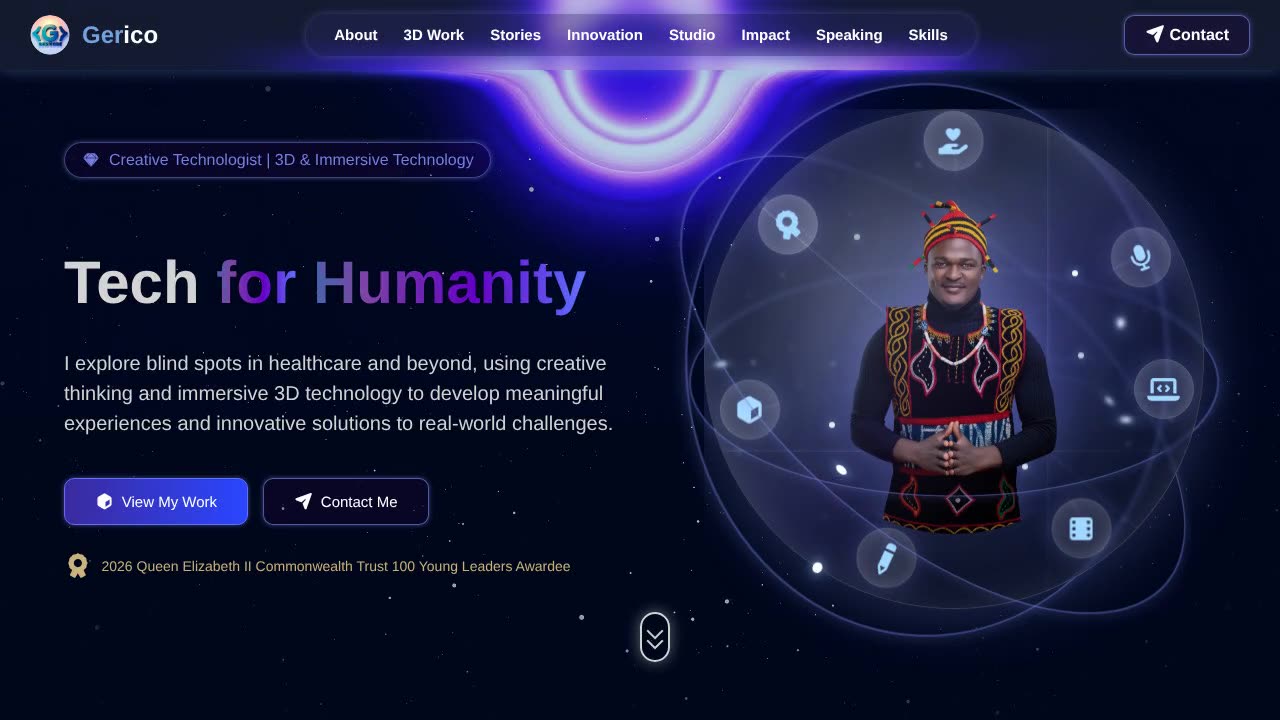 Gerico
About
3D Work
Stories
Innovation
Studio
Impact
Speaking
Skills
Contact
Creative Technologist | 3D & Immersive Technology
Tech for Humanity
I explore blind spots in healthcare and beyond, using creative
thinking and immersive 3D technology to develop meaningful
experiences and innovative solutions to real-world challenges.
View My Work
Contact Me
2026 Queen Elizabeth II Commonwealth Trust 100 Young Leaders Awardee